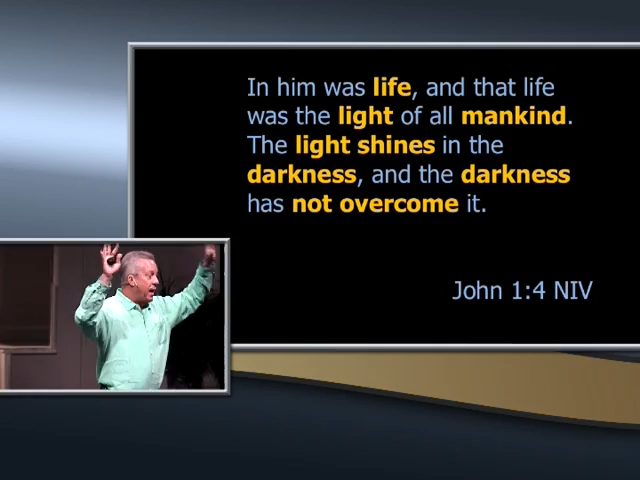 In him was life, and that life
was the light of all mankind.
The light shines in the
darkness, and the darkness
has not overcome it.
John 1:4 NIV